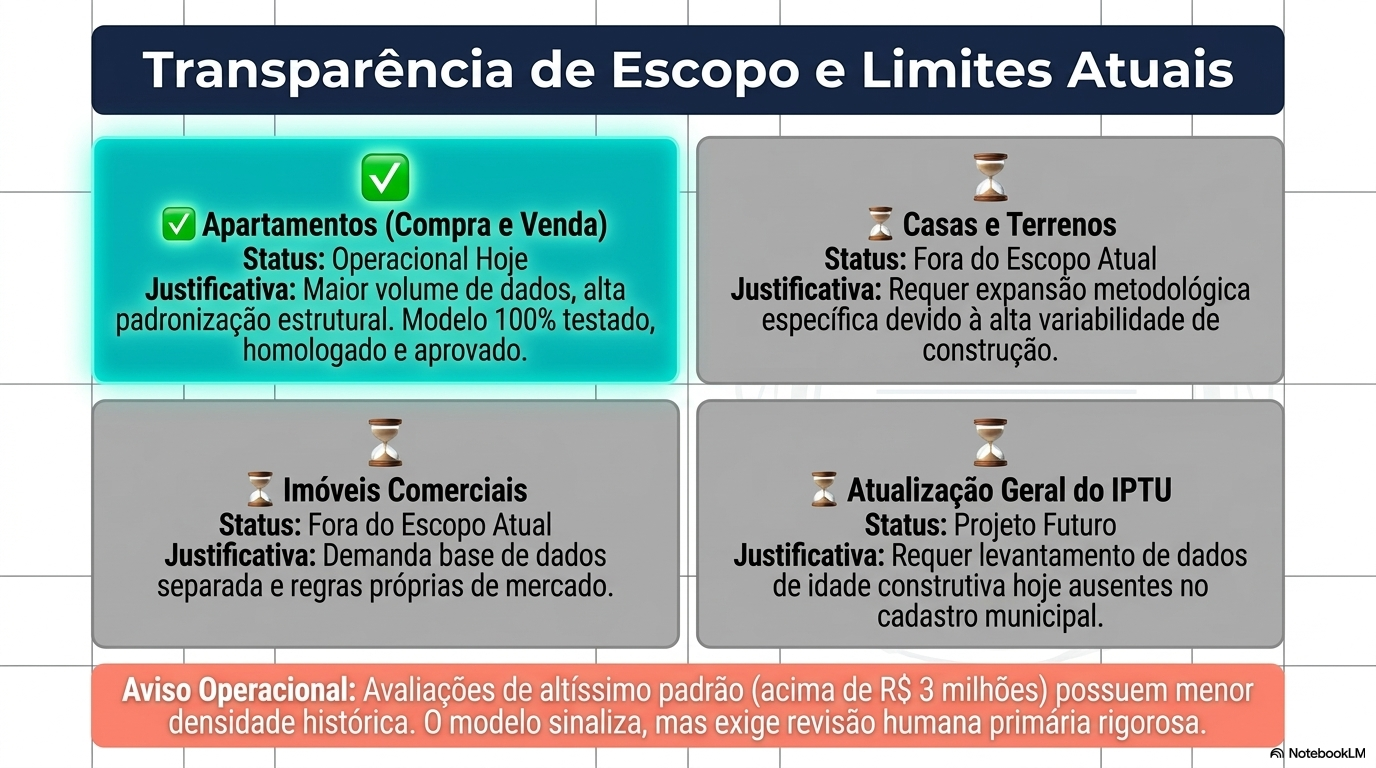 Transparência de Escopo e Limites Atuais
✅
✅ Apartamentos (Compra e Venda)
Status: Operacional Hoje
Justificativa: Maior volume de dados, alta
padronização estrutural. Modelo 100% testado,
homologado e aprovado.
⏳
⏳ Casas e Terrenos
Status: Fora do Escopo Atual
Justificativa: Requer expansão metodológica
específica devido à alta variabilidade de
construção.
⏳
⏳ Imóveis Comerciais
Status: Fora do Escopo Atual
Justificativa: Demanda base de dados
separada e regras próprias de mercado.
⏳
⏳ Atualização Geral do IPTU
Status: Projeto Futuro
Justificativa: Requer levantamento de dados
de idade construtiva hoje ausentes no
cadastro municipal.
Aviso Operacional: Avaliações de altíssimo padrão (acima de R$ 3 milhões) possuem menor
densidade histórica. O modelo sinaliza, mas exige revisão humana primária rigorosa.
NotebookLM